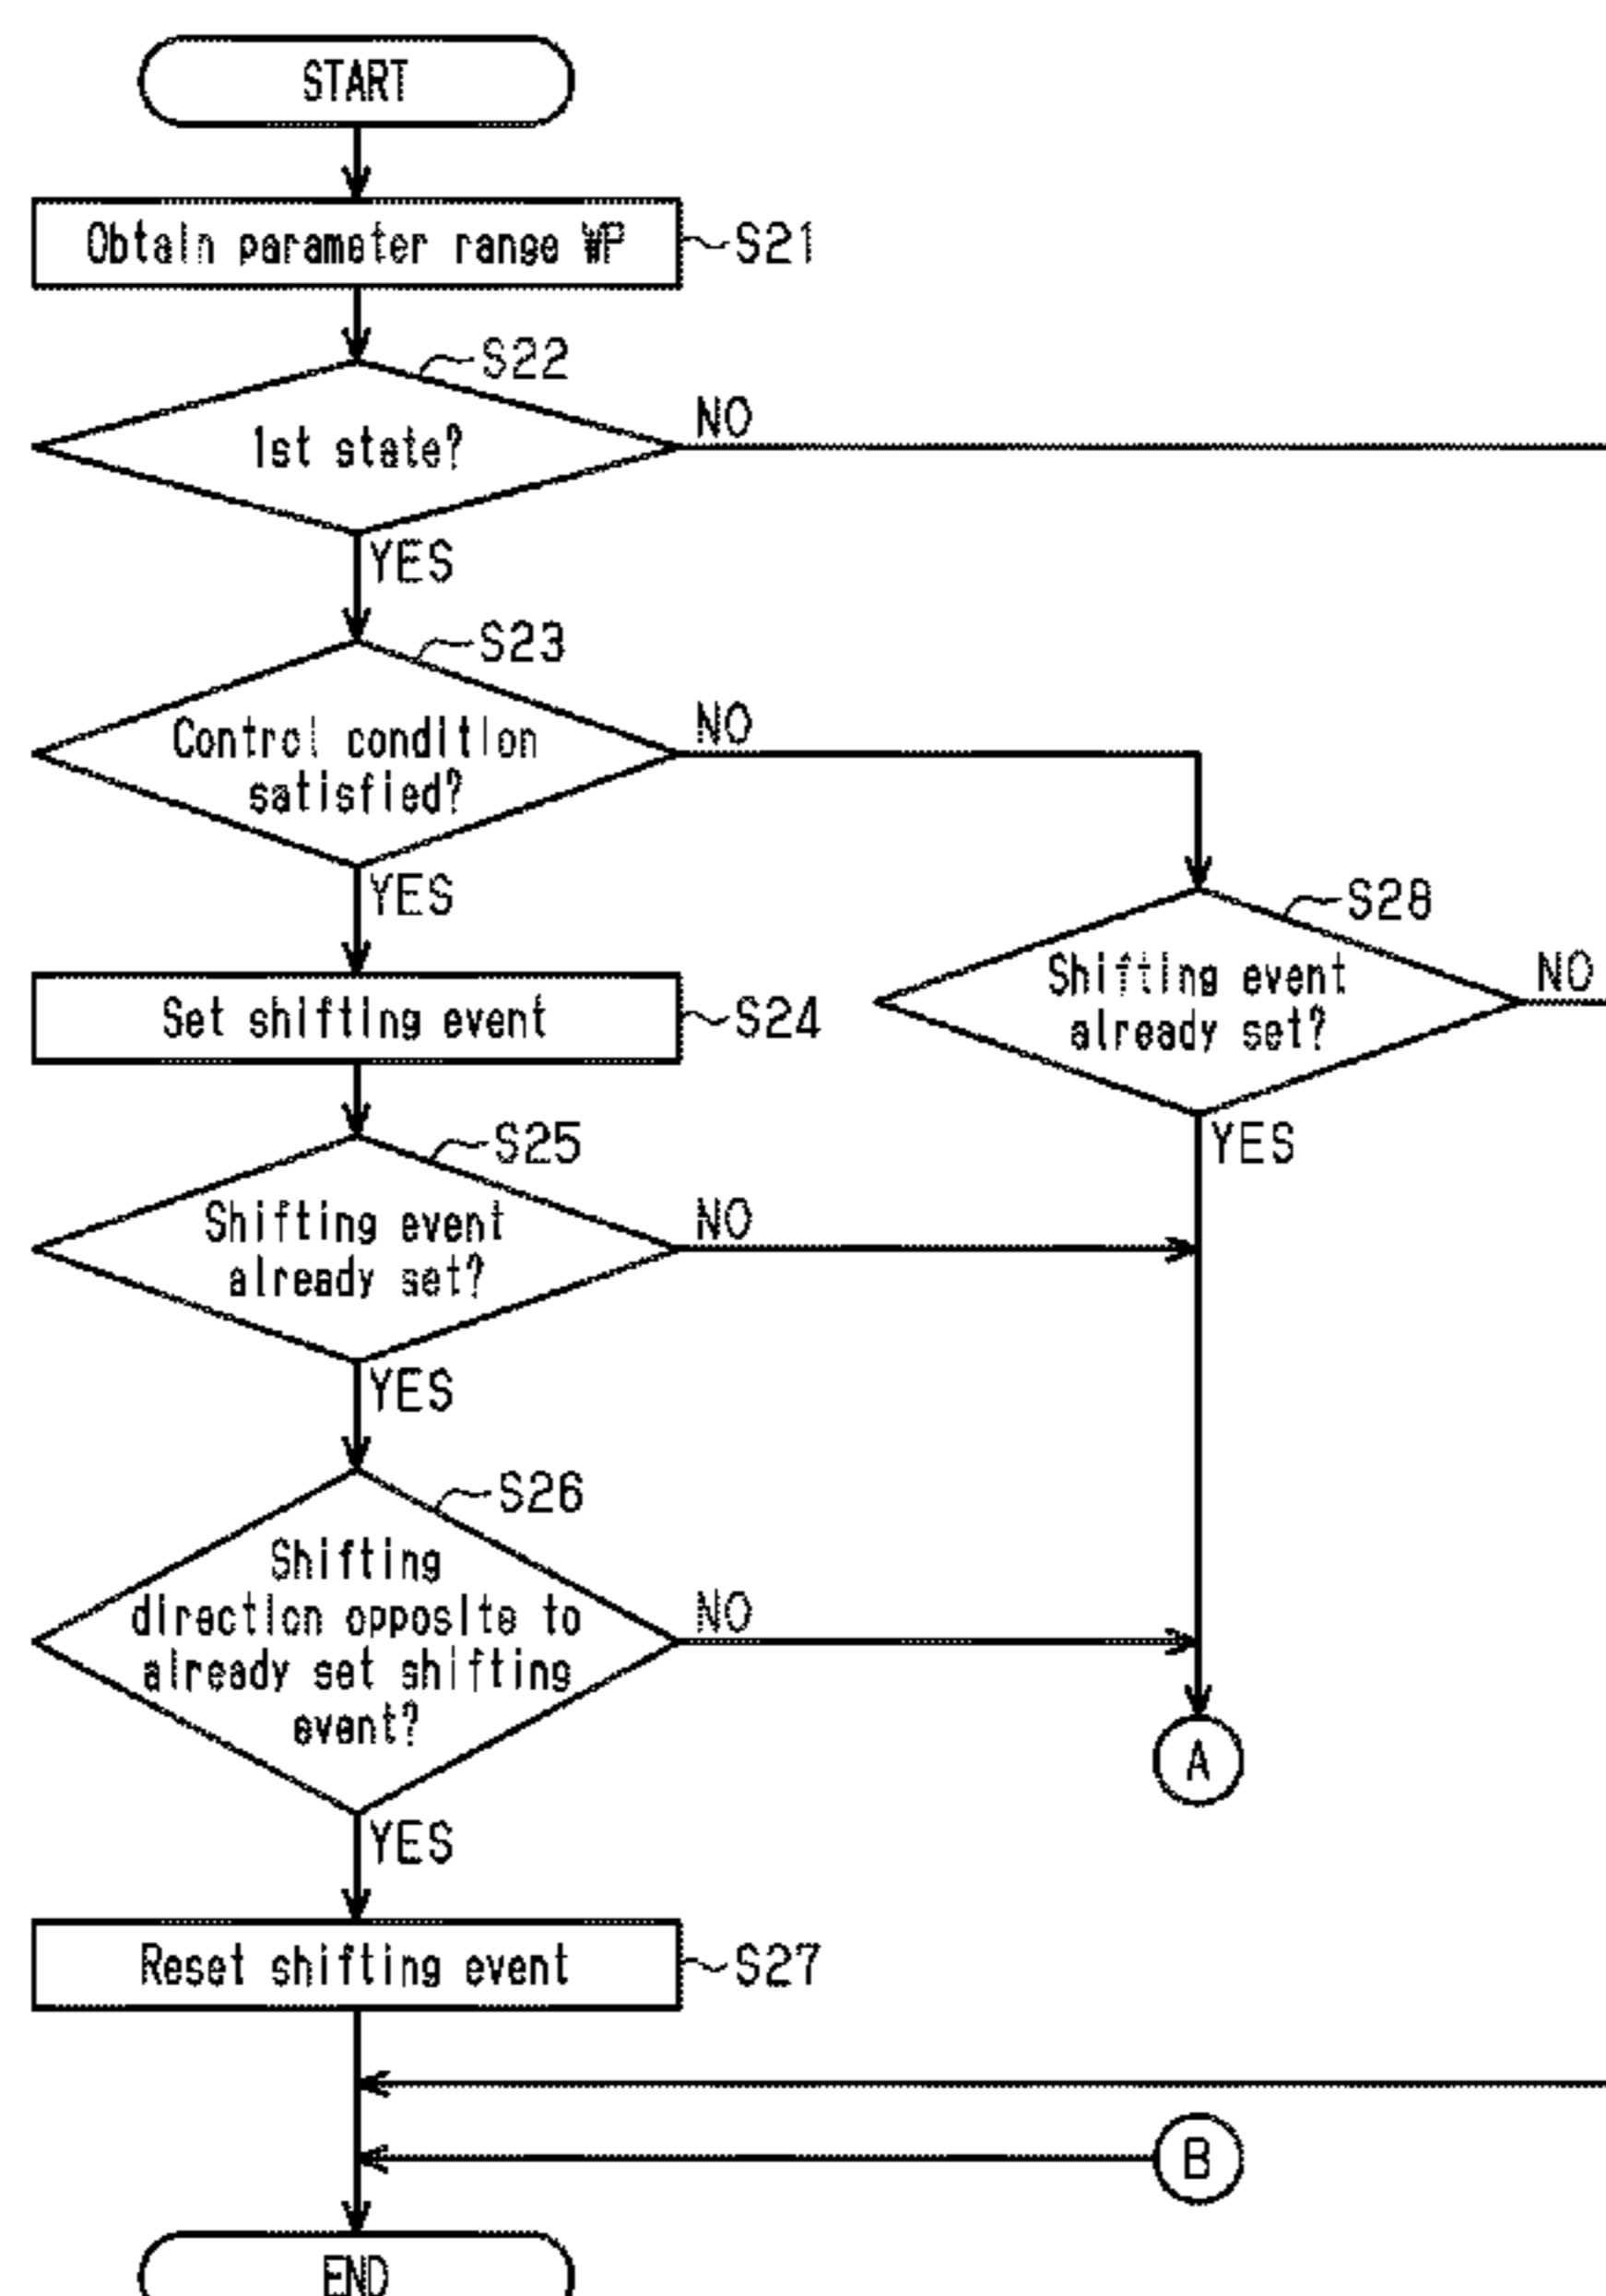 START
Obtain parameter range WP
S21
S22
1st state?
NO
YES
S23
Control condition
satisfied?
NO
YES
S28
Shifting event
already set?
NO
YES
Set shifting event
S24
S25
Shifting event
already set?
NO
YES
S26
Shifting
direction opposite to
already set shifting
event?
NO
YES
A
Reset shifting event
S27
B
END